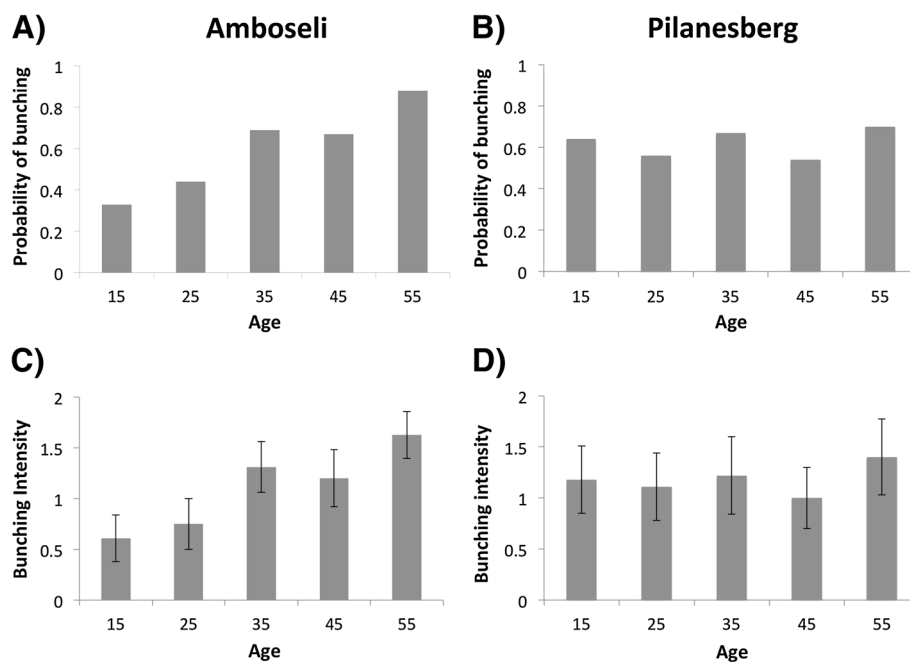 A) Amboseli
B) Pilanesberg
Probability of bunching
1
0.8
0.6
0.4
0.2
0
15 25 35 45 55
Age
Probability of bunching
1
0.8
0.6
0.4
0.2
0
15 25 35 45 55
Age
C)
Bunching Intensity
2
1.5
1
0.5
0
15 25 35 45 55
Age
D)
Bunching intensity
2
1.5
1
0.5
0
15 25 35 45 55
Age